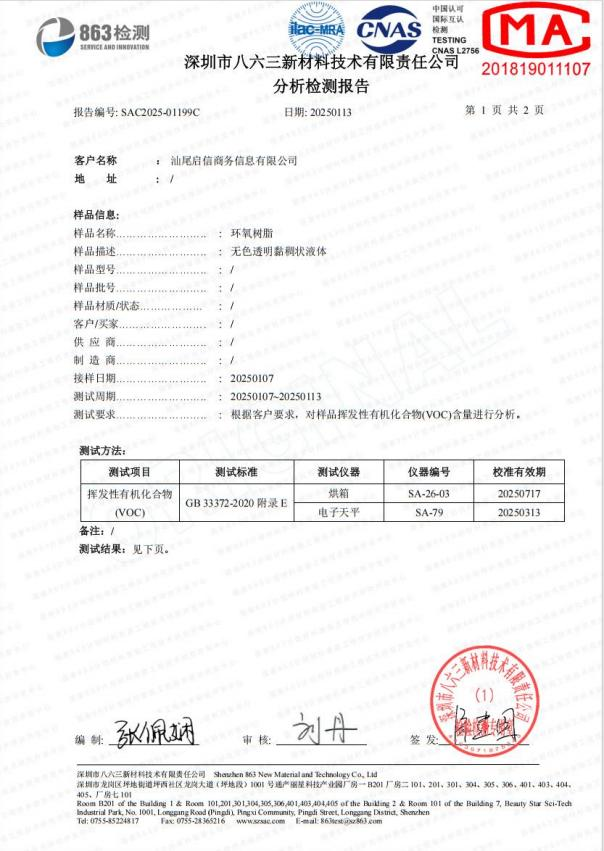 863检测
SERVICE AND INNOVATION
ilac-MRA
CNAS
中国认可
国际互认
检测
TESTING
CNAS L2756
MA
201819011107
深圳市八六三新材料技术有限责任公司
分析检测报告
报告编号: SAC2025-01199C 日期: 20250113 第 1 页 共 2 页
客户名称 : 汕尾启信商务信息有限公司
地 址 : /
样品信息:
样品名称……………………… : 环氧树脂
样品描述……………………… : 无色透明黏稠状液体
样品型号……………………… : /
样品批号……………………… : /
样品材质/状态………………… : /
客户/买家……………………… : /
供 应 商……………………… : /
制 造 商……………………… : /
接样日期……………………… : 20250107
测试周期……………………… : 20250107~20250113
测试要求……………………… : 根据客户要求，对样品挥发性有机化合物(VOC)含量进行分析。
测试方法:
测试项目 测试标准 测试仪器 仪器编号 校准有效期
挥发性有机化合物(VOC) GB 33372-2020 附录 E 烘箱 SA-26-03 20250717
电子天平 SA-79 20250313
备注: /
测试结果: 见下页。
ORIGINAL
深圳市八六三新材料技术有限责任公司
(1)
编 制: 审 核: 刘丹 签 发:
深圳市八六三新材料技术有限责任公司 Shenzhen 863 New Material and Technology Co., Ltd
深圳市龙岗区坪地街道坪西社区龙岗大道（坪地段）1001 号通产丽星科技产业园厂房一 B201 厂房二 101、201、301、304、305、306、401、403、404、
405、厂房七 101
Room B201 of the Building 1 & Room 101,201,301,304,305,306,401,403,404,405 of the Building 2 & Room 101 of the Building 7, Beauty Star Sci-Tech
Industrial Park, No. 1001, Longgang Road (Pingdi), Pingxi Community, Pingdi Street, Longgang District, Shenzhen
Tel: 0755-85224817 Fax: 0755-28365216 www.szsac.com E-mail: 863test@sz863.com